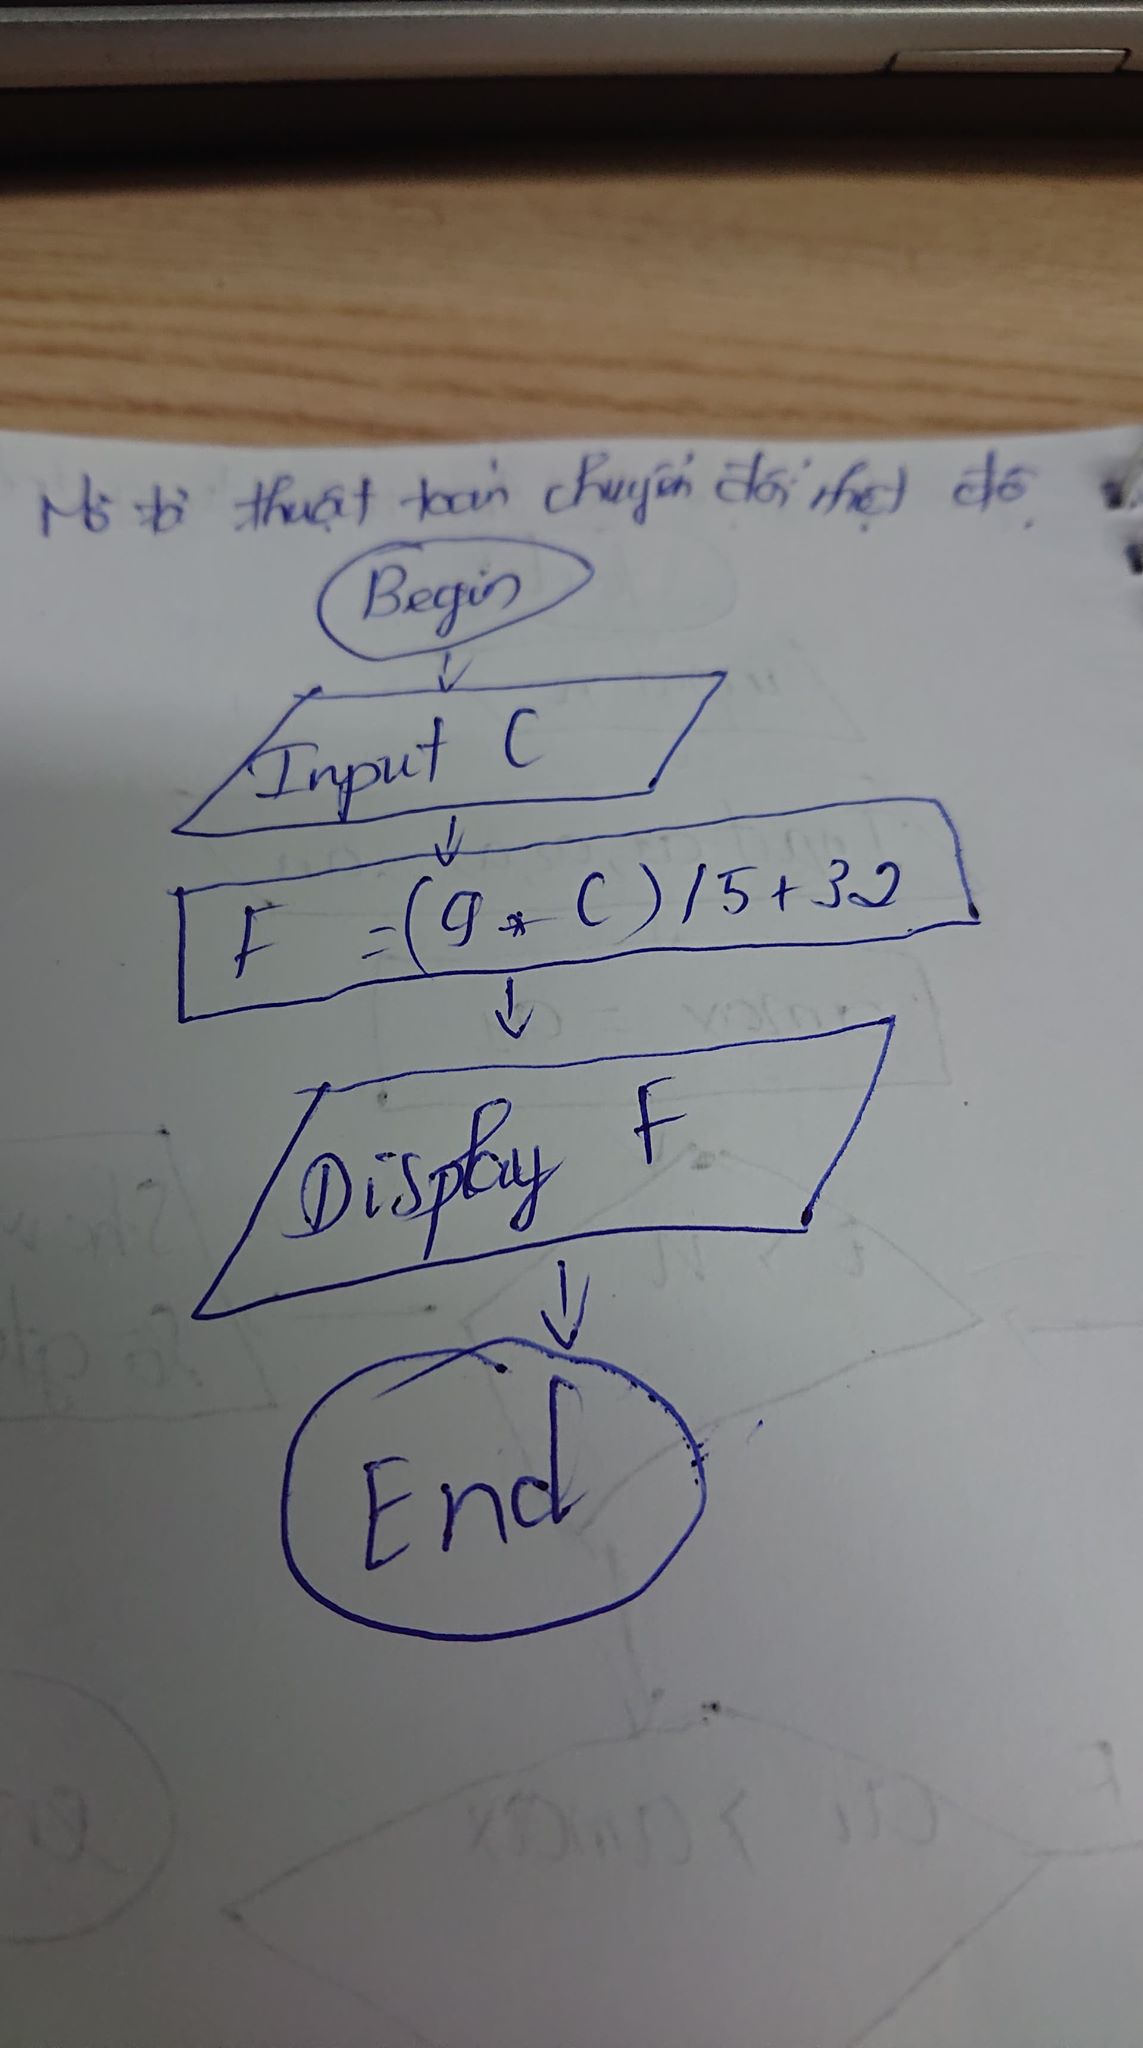 Mô tả thuật toán chuyển đổi nhiệt độ
Begin
Input C
F = (9 * C) / 5 + 32
Display F
End